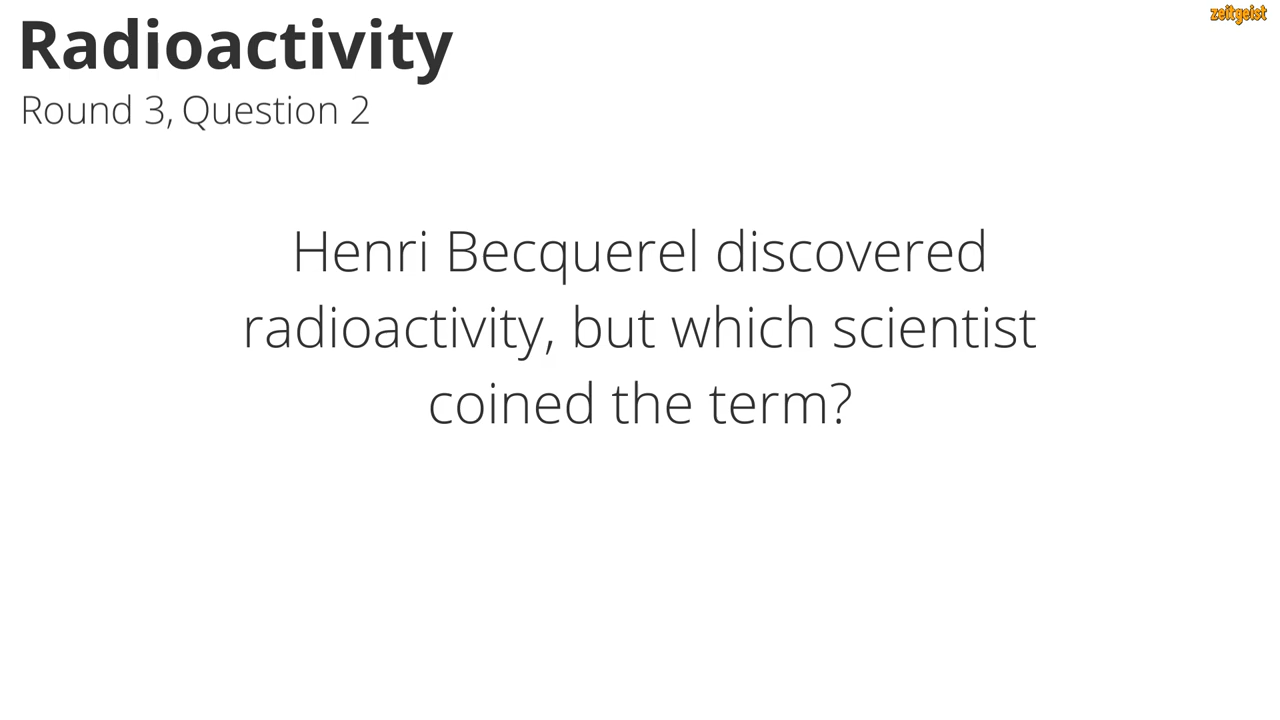 zeitgeist
Radioactivity
Round 3, Question 2
Henri Becquerel discovered
radioactivity, but which scientist
coined the term?